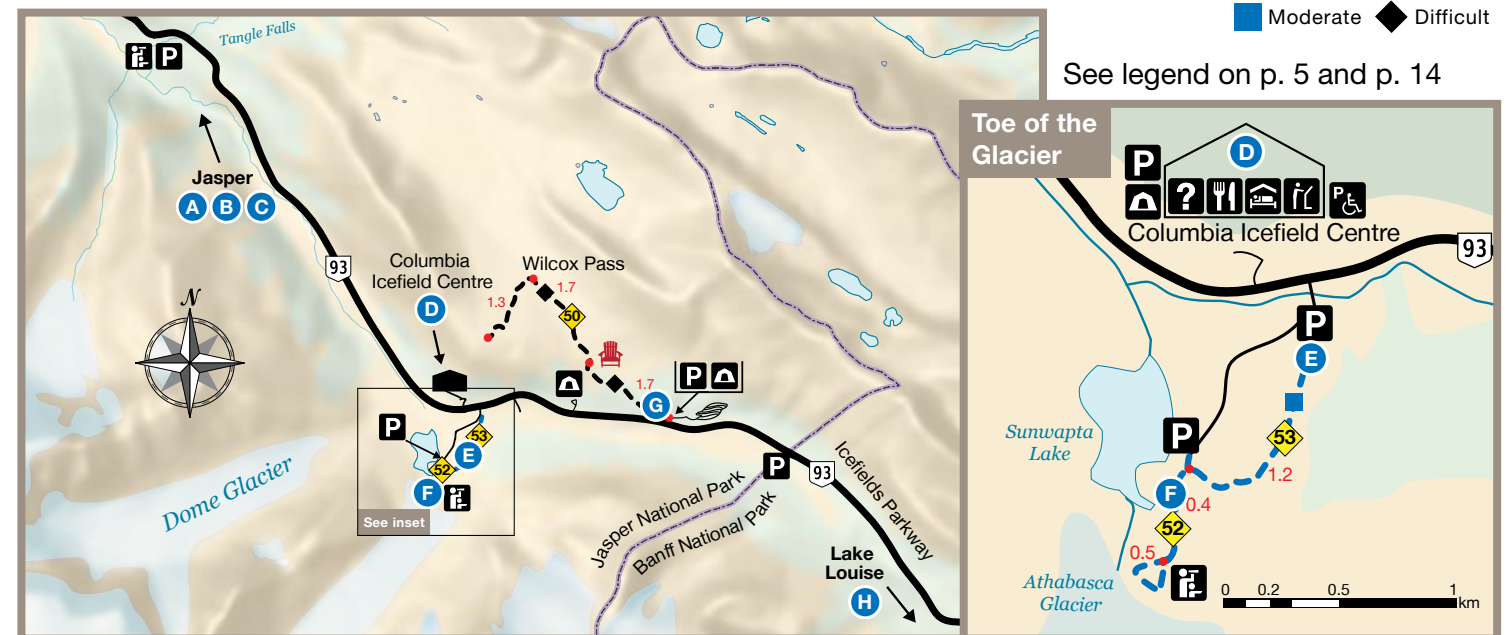 Moderate Difficult
See legend on p. 5 and p. 14
Tangle Falls
P
Jasper
A B C
93
Columbia
Icefield Centre
D
Wilcox Pass
1.3
1.7
50
1.7
P
G
N
P
53
E
52
F
See inset
Dome Glacier
P
93
Icefields Parkway
Jasper National Park
Banff National Park
Lake
Louise
H
Toe of the
Glacier
P
D
?
P
Columbia Icefield Centre
93
P
E
Sunwapta
Lake
P
53
1.2
F
0.4
52
0.5
Athabasca
Glacier
0 0.2 0.5 1
km